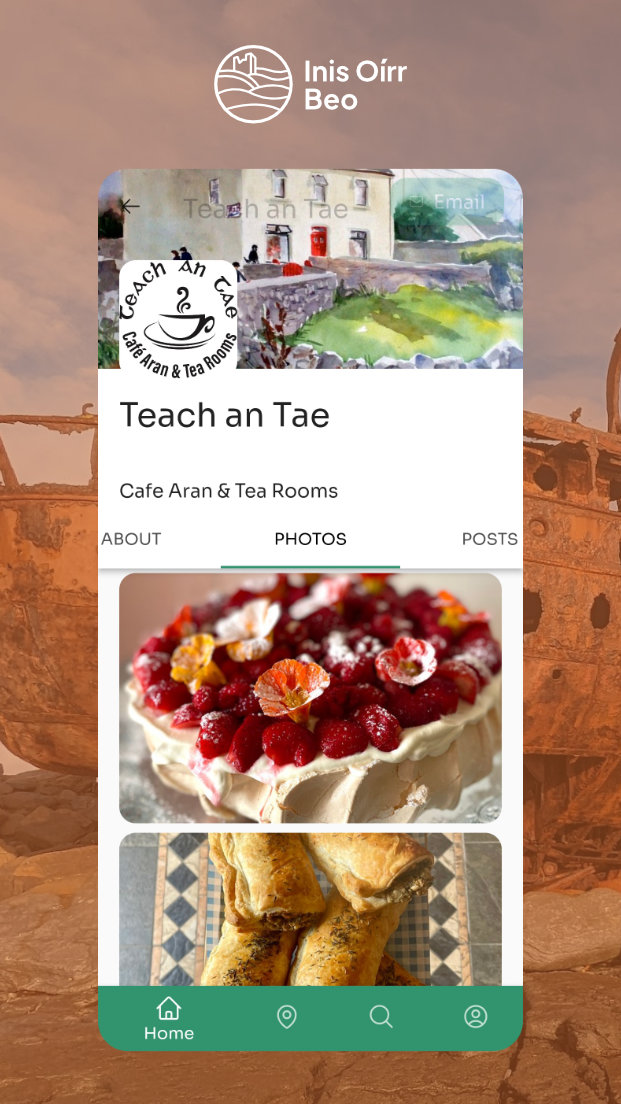 Inis Oírr
Beo
Teach an Tae
Email
Teach an Tae
Café Aran & Tea Rooms
Teach an Tae
Cafe Aran & Tea Rooms
ABOUT
PHOTOS
POSTS
Home